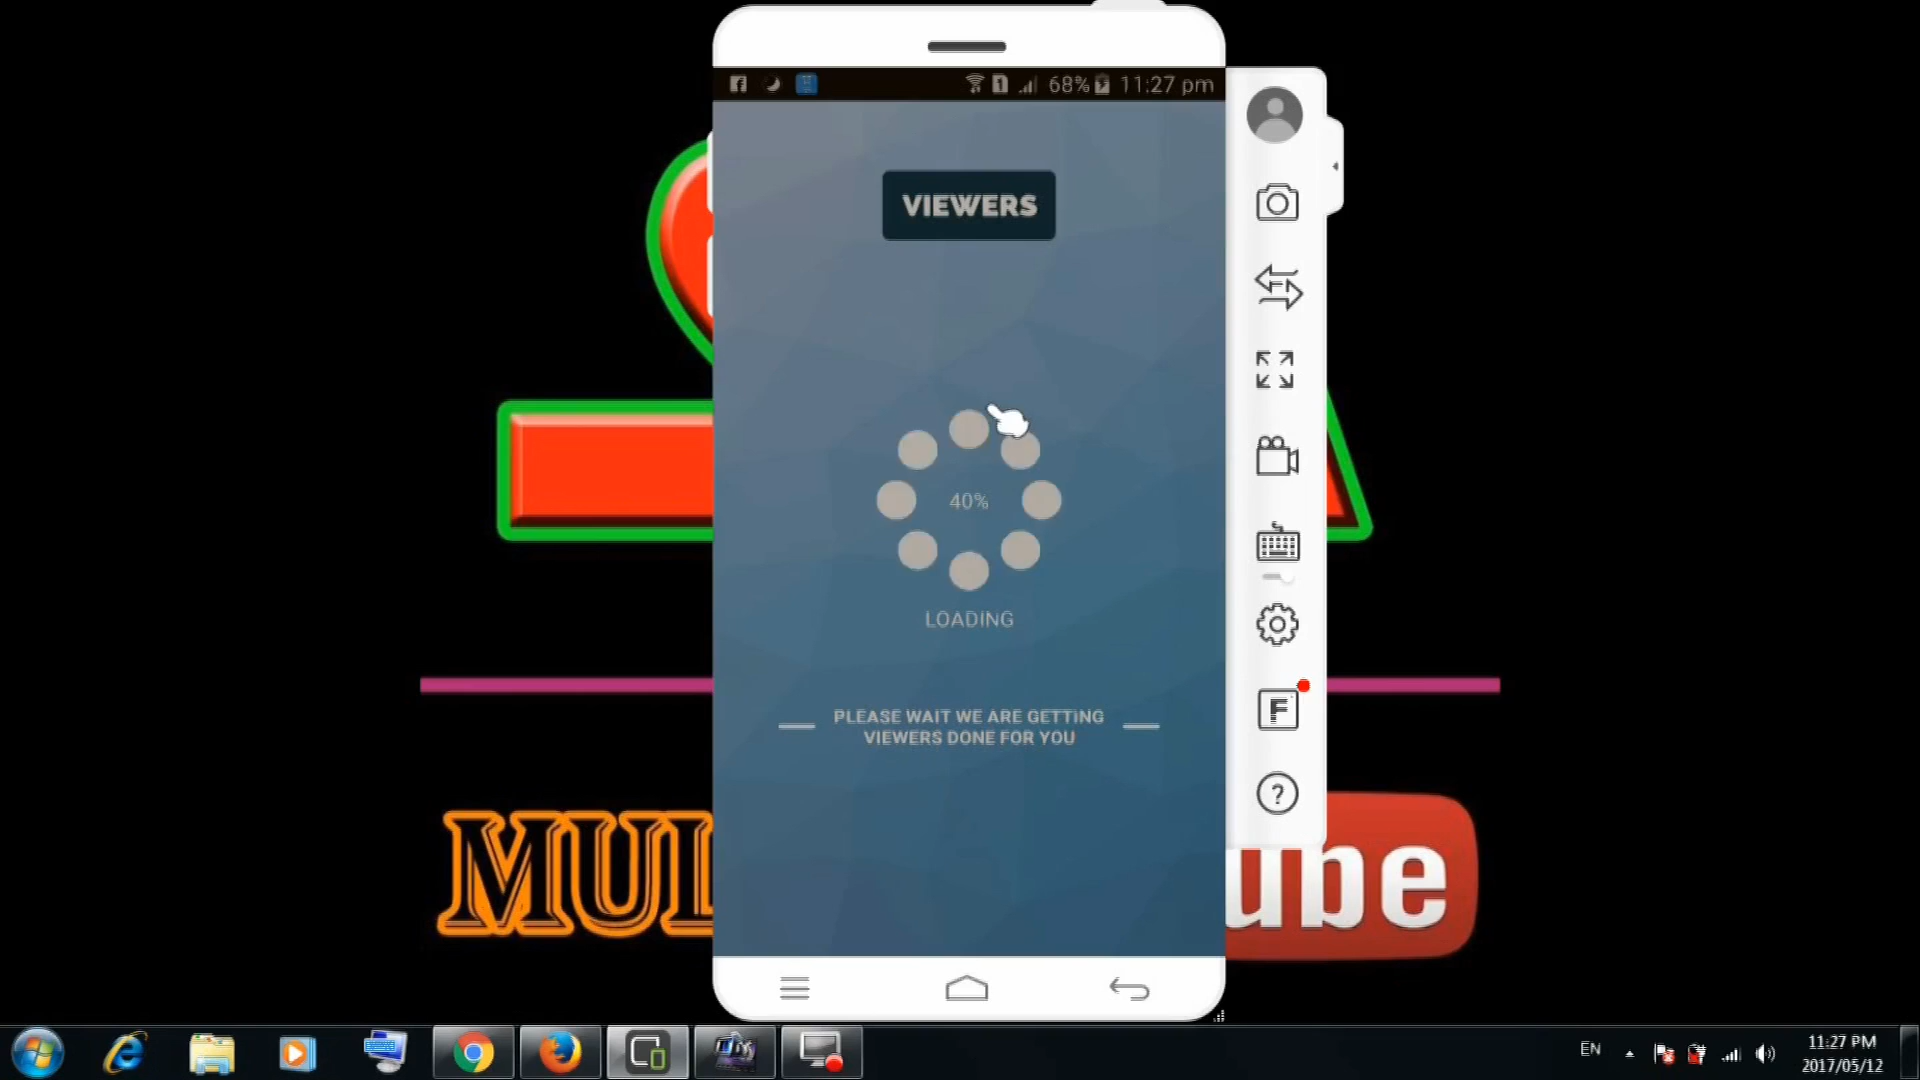 68% 11:27 pm
VIEWERS
40%
LOADING
PLEASE WAIT WE ARE GETTING
VIEWERS DONE FOR YOU
F
?
ube
EN
11:27 PM
2017/05/12